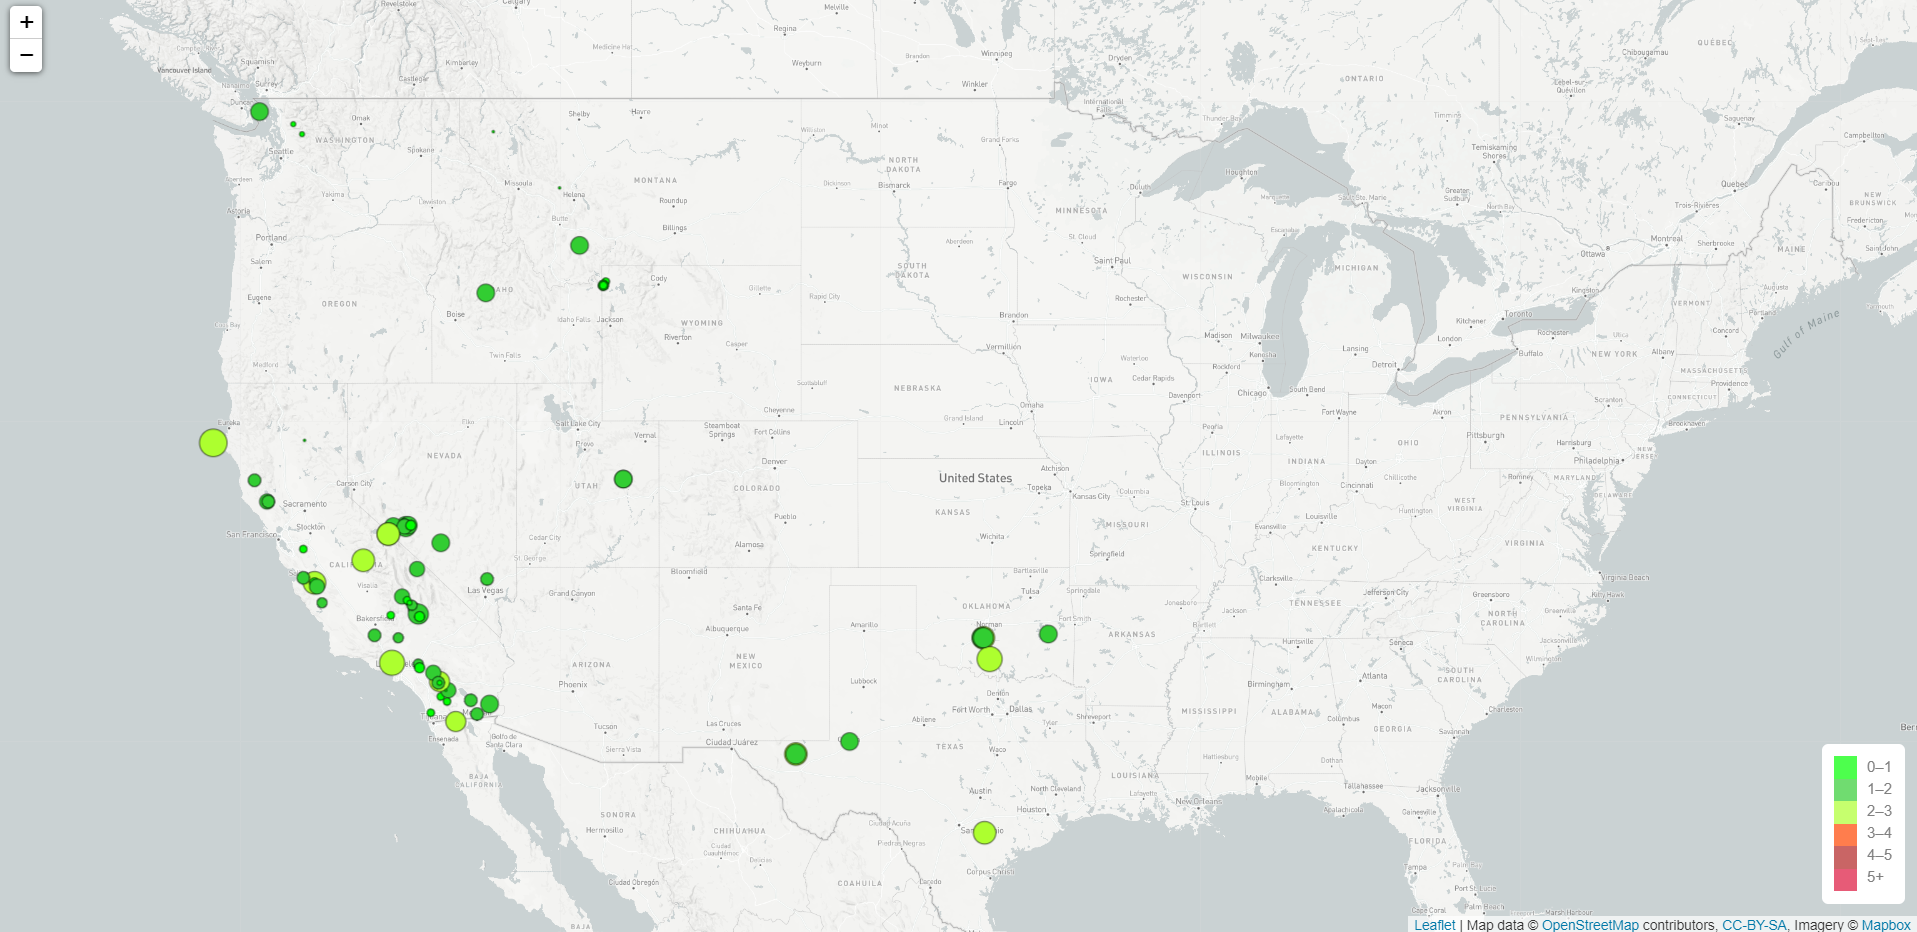 +
−
Revelstoke
Calgary
Melville
Campbell
Squamish
Vancouver Island
Nanaimo
Surrey
Duncan
Castlegar
Kimberley
Medicine Hat
Regina
Weyburn
Brandon
Winnipeg
Winkler
Dryden
ONTARIO
QUÉBEC
Chibougamau
Lebel-sur-Quévillon
International Falls
Thunder Bay
Timmins
Temiskaming Shores
Saguenay
Campbellton
Omak
WASHINGTON
Seattle
Spokane
Aberdeen
Yakima
Lewiston
Astoria
Portland
Salem
Eugene
OREGON
Coos Bay
Medford
Shelby
Havre
Missoula
Helena
MONTANA
Butte
Roundup
Billings
Williston
Minot
Grand Forks
NORTH DAKOTA
Dickinson
Bismarck
Fargo
Duluth
MINNESOTA
St. Cloud
Saint Paul
Houghton
Marquette
Sault Ste. Marie
Escanaba
Greater Sudbury
North Bay
Quebec
Trois-Rivières
Montreal
Sherbrooke
Ottawa
Caribou
NEW BRUNSWICK
Fredericton
Saint John
MAINE
Cody
Boise
Idaho Falls
Jackson
Twin Falls
WYOMING
Gillette
Riverton
Casper
Aberdeen
SOUTH DAKOTA
Rapid City
Brandon
Rochester
WISCONSIN
MICHIGAN
Madison
Milwaukee
Kenosha
Rockford
Lansing
Detroit
Kitchener
London
Toronto
Kingston
Rochester
Buffalo
Utica
NEW YORK
Albany
VERMONT
Concord
Augusta
Portland
Yarmouth
Gulf of Maine
MASSACHUSETTS
Providence
CONNECTICUT
Brookhaven
Eureka
NEVADA
Carson City
Sacramento
Stockton
San Francisco
Salt Lake City
Provo
Vernal
UTAH
Steamboat Springs
Fort Collins
Cheyenne
Scottsbluff
Vermillion
NEBRASKA
Grand Island
Lincoln
Omaha
IOWA
Waterloo
Cedar Rapids
Davenport
Chicago
South Bend
Fort Wayne
Akron
Scranton
PENNSYLVANIA
Pittsburgh
Harrisburg
Philadelphia
NEW JERSEY
Peoria
Lafayette
ILLINOIS
INDIANA
Bloomington
OHIO
Dayton
Cincinnati
Chillicothe
Romney
MARYLAND
DELAWARE
WEST VIRGINIA
Denver
COLORADO
Pueblo
Alamosa
United States
Atchison
Topeka
Kansas City
KANSAS
Wichita
Columbia
MISSOURI
St. Louis
Springfield
Evansville
Louisville
Huntington
KENTUCKY
VIRGINIA
Virginia Beach
Kitty Hawk
Visalia
Bakersfield
Cedar City
St. George
Las Vegas
Grand Canyon
Bloomfield
Santa Fe
Albuquerque
NEW MEXICO
ARIZONA
Phoenix
Tucson
Sierra Vista
Las Cruces
Ciudad Juárez
Bartlesville
Tulsa
Springdale
OKLAHOMA
Norman
Fort Smith
Amarillo
Lubbock
Abilene
Denton
Fort Worth
Dallas
Tyler
Waco
TEXAS
Austin
Houston
Corpus Christi
Laredo
Jonesboro
ARKANSAS
Bartlett
Jackson
Clarksville
TENNESSEE
Jefferson City
Greensboro
Greenville
NORTH CAROLINA
Jacksonville
Wilmington
Seneca
SOUTH CAROLINA
Charleston
Huntsville
Birmingham
Atlanta
Macon
Columbus
GEORGIA
Savannah
MISSISSIPPI
ALABAMA
Shreveport
Hattiesburg
Dothan
Mobile
LOUISIANA
Lafayette
New Orleans
North Cleveland
Tallahassee
Apalachicola
Jacksonville
Gainesville
FLORIDA
Tampa
Palm Bay
Port St. Lucie
Palm Beach
Cape Coral
Miami
Marsh Harbour
Ensenada
Golfo de Santa Clara
BAJA CALIFORNIA
SONORA
Hermosillo
CHIHUAHUA
Ciudad Cuauhtémoc
Delicias
Ciudad Obregón
Ciudad Acuña
Piedras Negras
COAHUILA
BAJA
0–1
1–2
2–3
3–4
4–5
5+
Leaflet | Map data © OpenStreetMap contributors, CC-BY-SA, Imagery © Mapbox